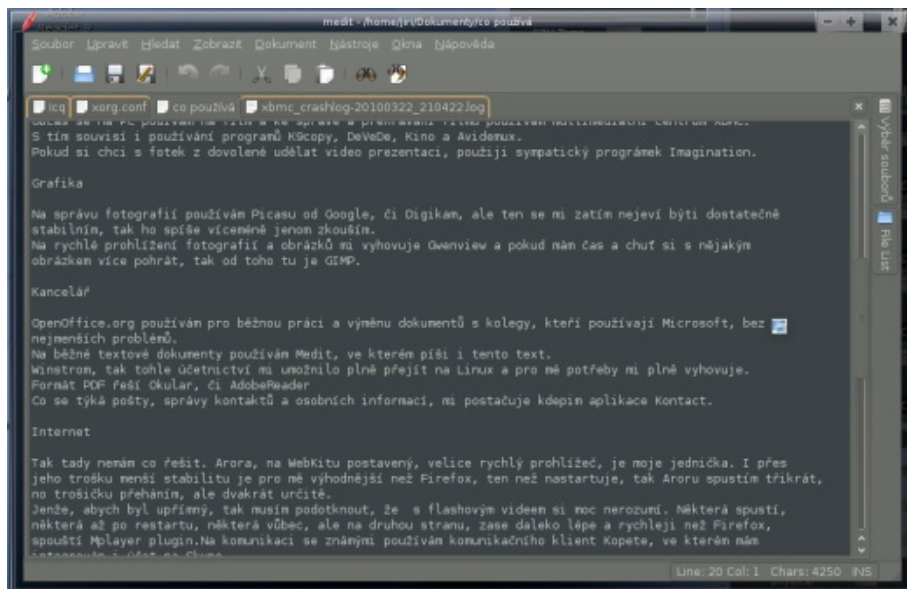 medit - /home/jri/Dokumenty/co používá
Soubor Upravit Hledat Zobrazit Dokument Nástroje Okna Nápověda
Icq xorg.conf co používá xbmc_crashlog-20100322_210422.log
S tím souvisí i používání programů K9copy, DeVeDe, Kino a Avidemux.
Pokud si chci s fotek z dovolené udělat video prezentaci, použiji sympatický prográmek Imagination.
Grafika
Na správu fotografií používám Picasu od Google, či Digikam, ale ten se mi zatím nejeví býti dostatečně
stabilním, tak ho spíše víceméně jenom zkouším.
Na rychlé prohlížení fotografií a obrázků mi vyhovuje Gwenview a pokud mám čas a chuť si s nějakým
obrázkem více pohrát, tak od toho tu je GIMP.
Kancelář
OpenOffice.org používám pro běžnou práci a výměnu dokumentů s kolegy, kteří používají Microsoft, bez
nejmenších problémů.
Na běžné textové dokumenty používám Medit, ve kterém píši i tento text.
Winstrom, tak tohle účetnictví mi umožnilo plně přejít na Linux a pro mé potřeby mi plně vyhovuje.
Formát PDF řeší Okular, či AdobeReader
Co se týká pošty, správy kontaktů a osobních informací, mi postačuje kdepim aplikace Kontact.
Internet
Tak tady nemám co řešit. Arora, na WebKitu postavený, velice rychlý prohlížeč, je moje jednička. I přes
jeho trošku menší stabilitu je pro mě výhodnější než Firefox, ten než nastartuje, tak Aroru spustím třikrát,
no trošičku přeháním, ale dvakrát určitě.
Jenže, abych byl upřímný, tak musím podotknout, že s flashovým videem si moc nerozumí. Některá spustí,
některá až po restartu, některá vůbec, ale na druhou stranu, zase daleko lépe a rychleji než Firefox,
spouští Mplayer plugin.Na komunikaci se známými používám komunikačního klient Kopete, ve kterém mám
Výběr souborů
File List
Line: 20 Col: 1 Chars: 4250 INS